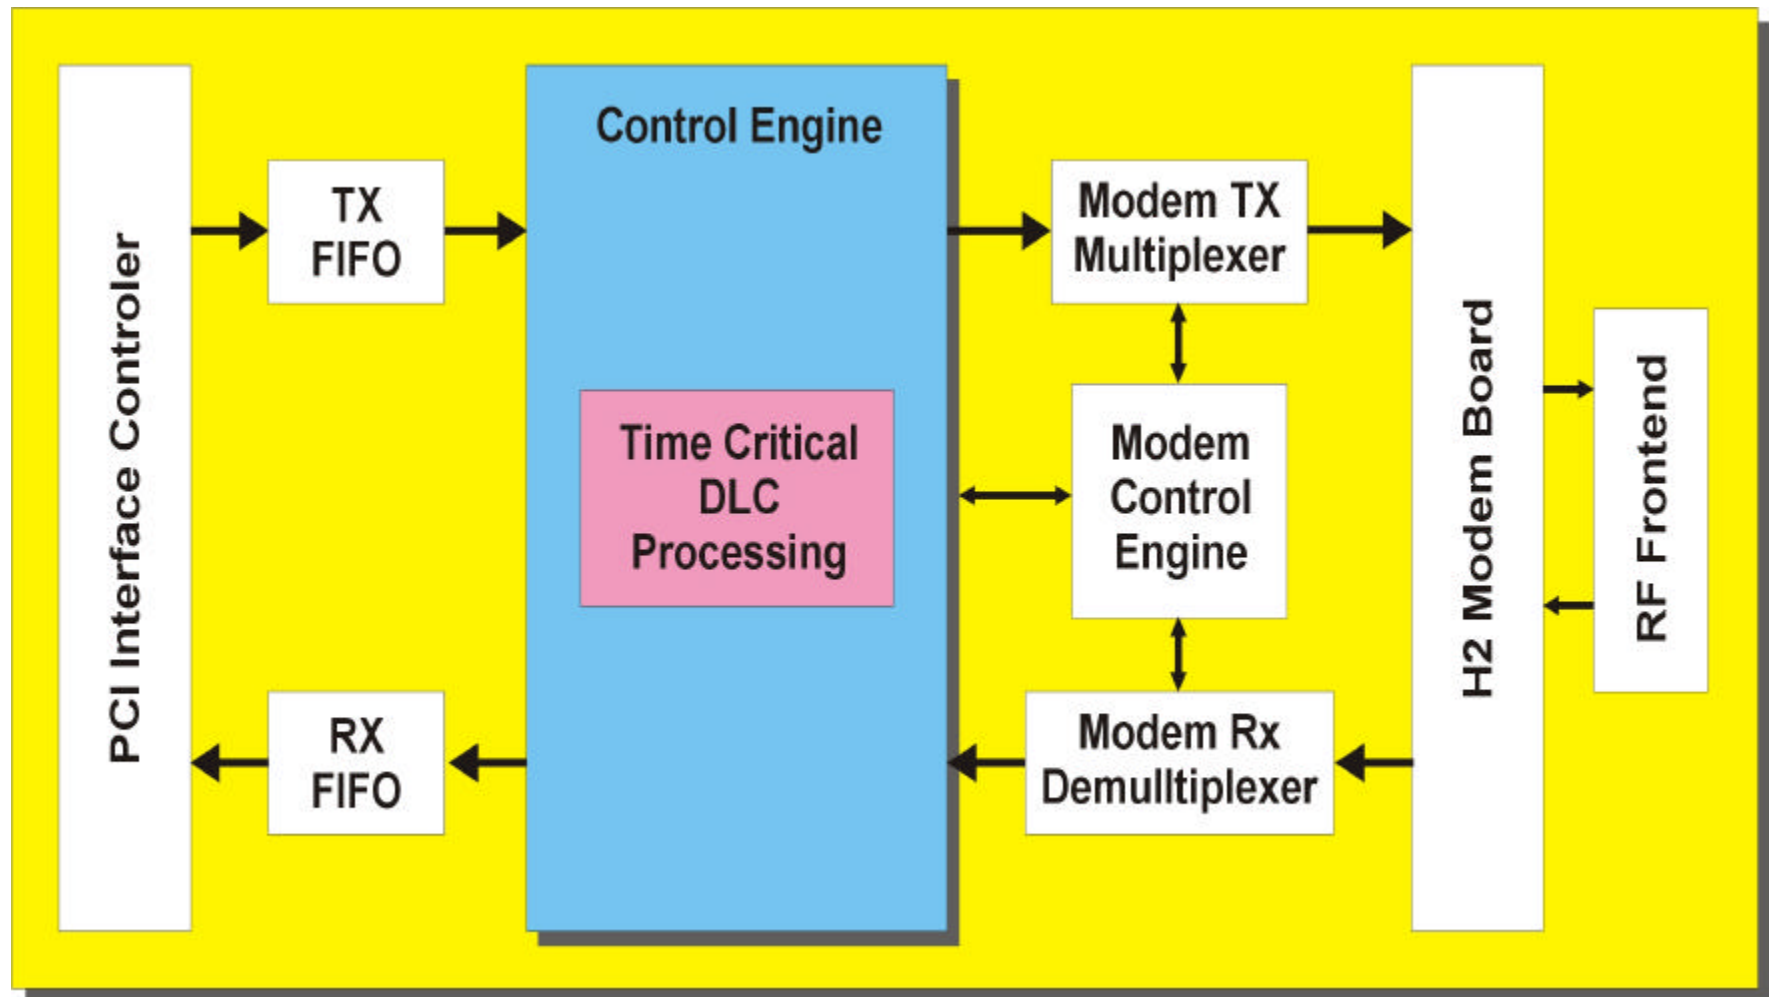 PCI Interface Controler
TX
FIFO
RX
FIFO
Control Engine
Time Critical
DLC
Processing
Modem TX
Multiplexer
Modem
Control
Engine
Modem Rx
Demulltiplexer
H2 Modem Board
RF Frontend